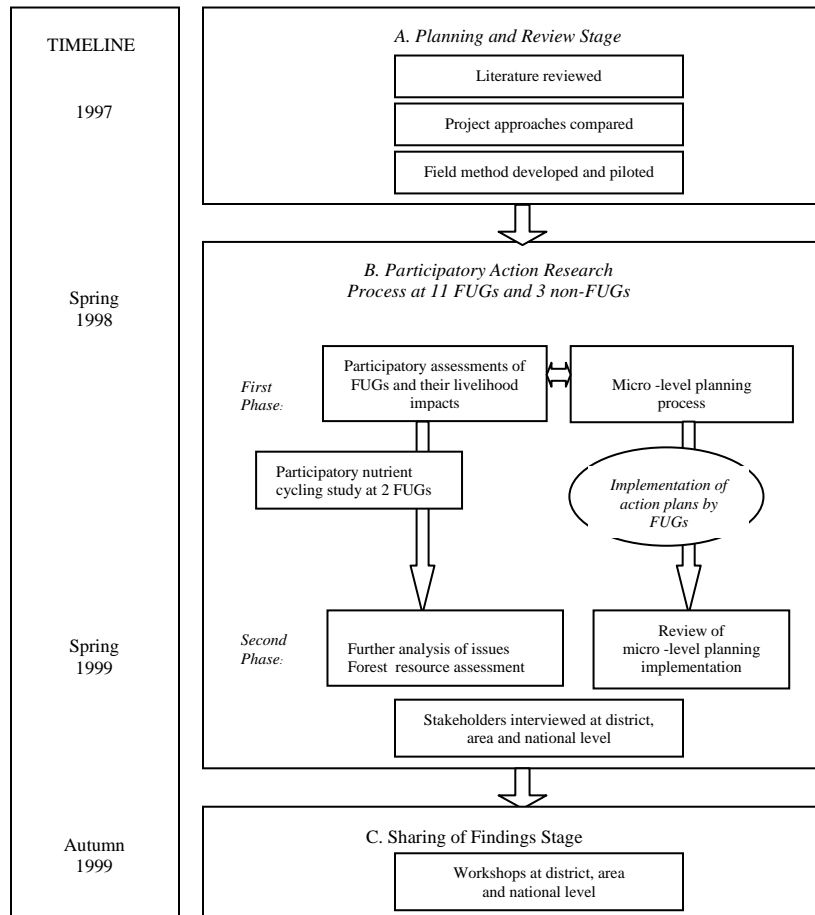 TIMELINE
1997
Spring
1998
Spring
1999
Autumn
1999
A. Planning and Review Stage
Literature reviewed
Project approaches compared
Field method developed and piloted
B. Participatory Action Research
Process at 11 FUGs and 3 non-FUGs
First
Phase:
Participatory assessments of
FUGs and their livelihood
impacts
Micro -level planning
process
Participatory nutrient
cycling study at 2 FUGs
Implementation of
action plans by
FUGs
Second
Phase:
Further analysis of issues
Forest resource assessment
Review of
micro -level planning
implementation
Stakeholders interviewed at district,
area and national level
C. Sharing of Findings Stage
Workshops at district, area
and national level